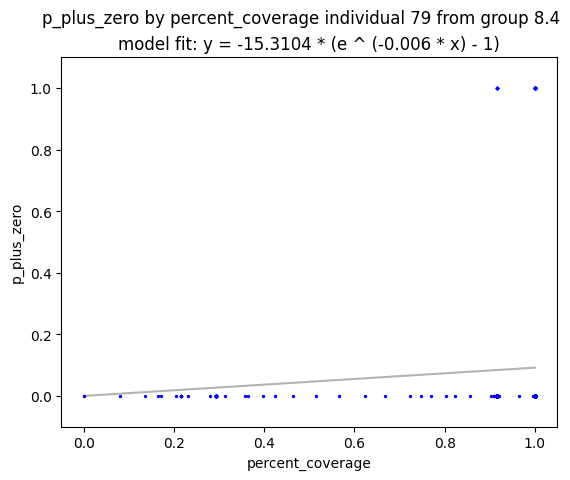 p_plus_zero by percent_coverage individual 79 from group 8.4
model fit: y = -15.3104 * (e ^ (-0.006 * x) - 1)
1.0
0.8
0.6
0.4
0.2
0.0
p_plus_zero
0.0 0.2 0.4 0.6 0.8 1.0
percent_coverage